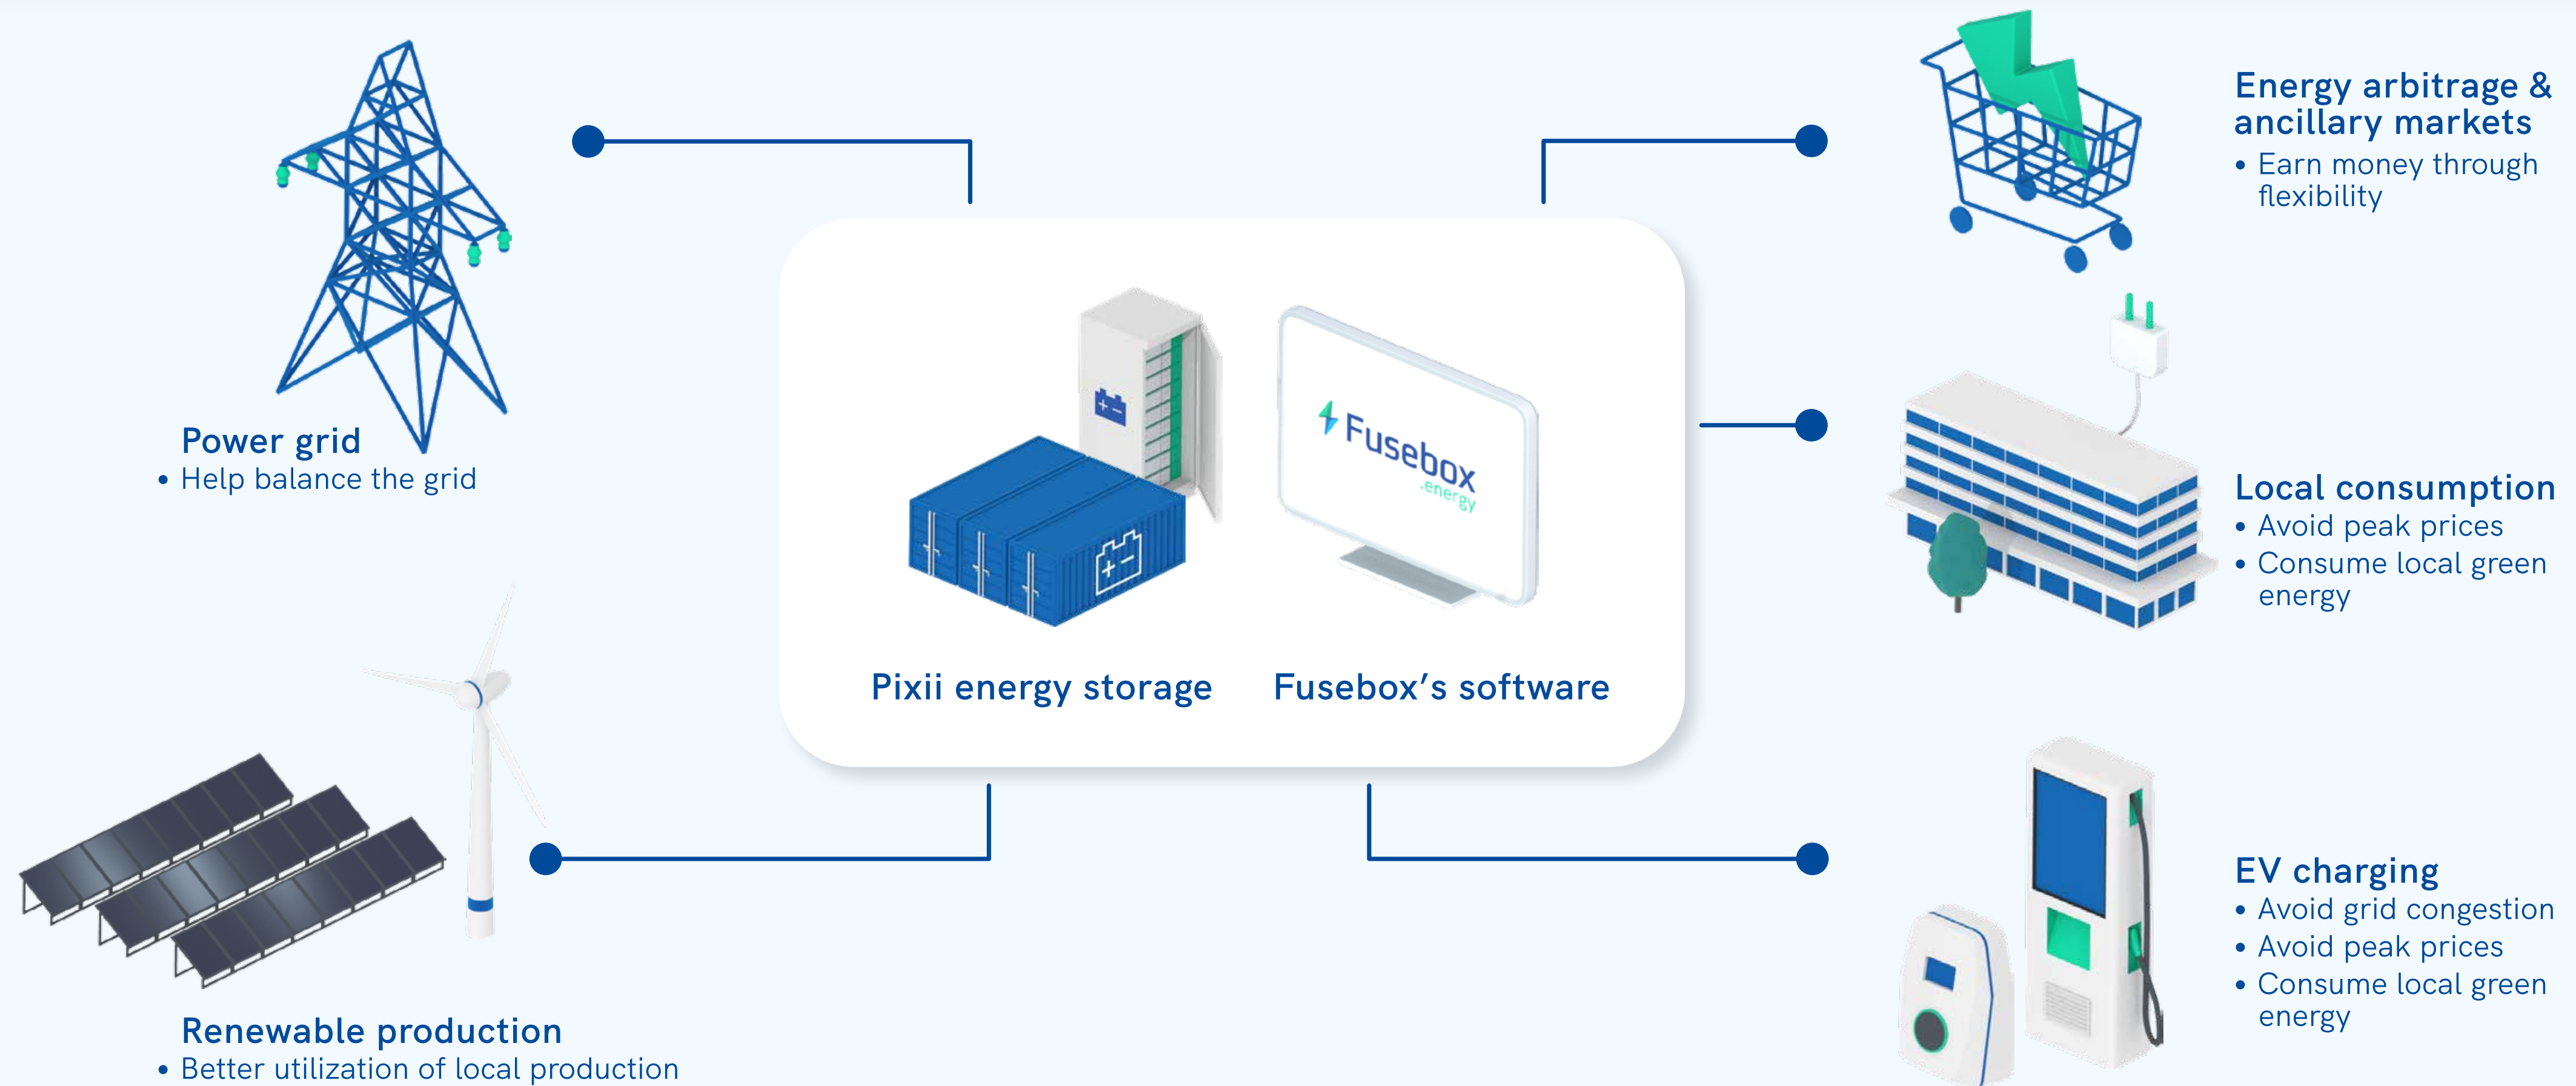 Power grid
• Help balance the grid
Renewable production
• Better utilization of local production
Fusebox
.energy
Pixii energy storage
Fusebox’s software
Energy arbitrage &
ancillary markets
• Earn money through
flexibility
Local consumption
• Avoid peak prices
• Consume local green
energy
EV charging
• Avoid grid congestion
• Avoid peak prices
• Consume local green
energy